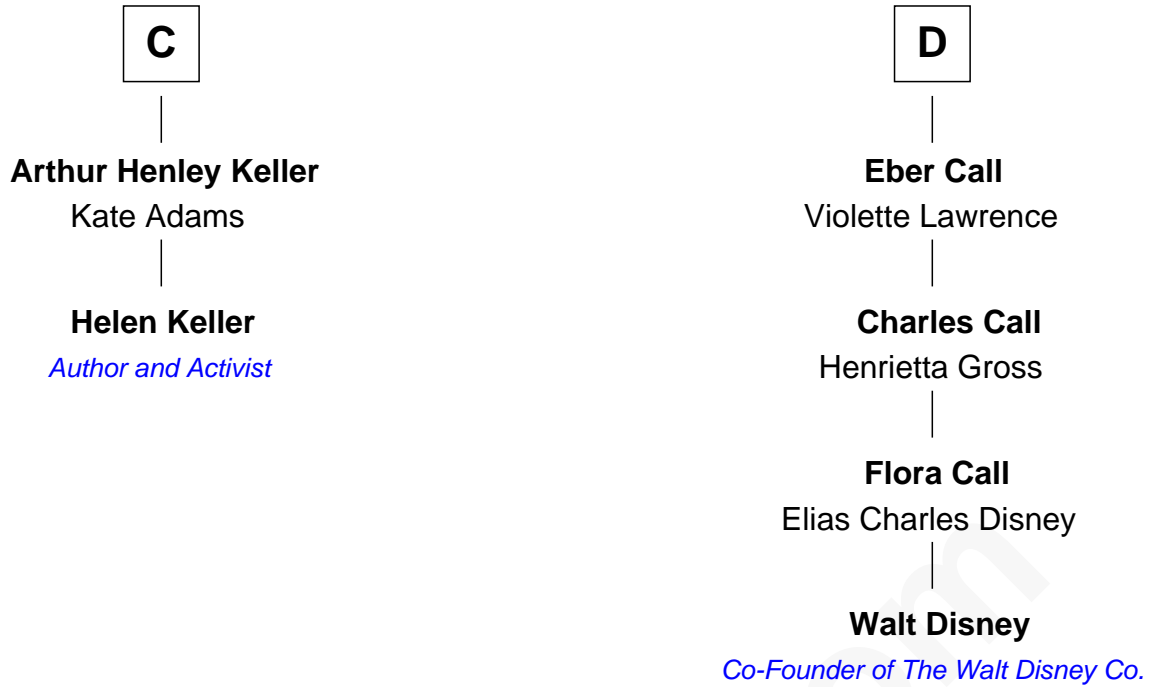 C
Arthur Henley Keller
Kate Adams
Helen Keller
Author and Activist
D
Eber Call
Violette Lawrence
Charles Call
Henrietta Gross
Flora Call
Elias Charles Disney
Walt Disney
Co-Founder of The Walt Disney Co.